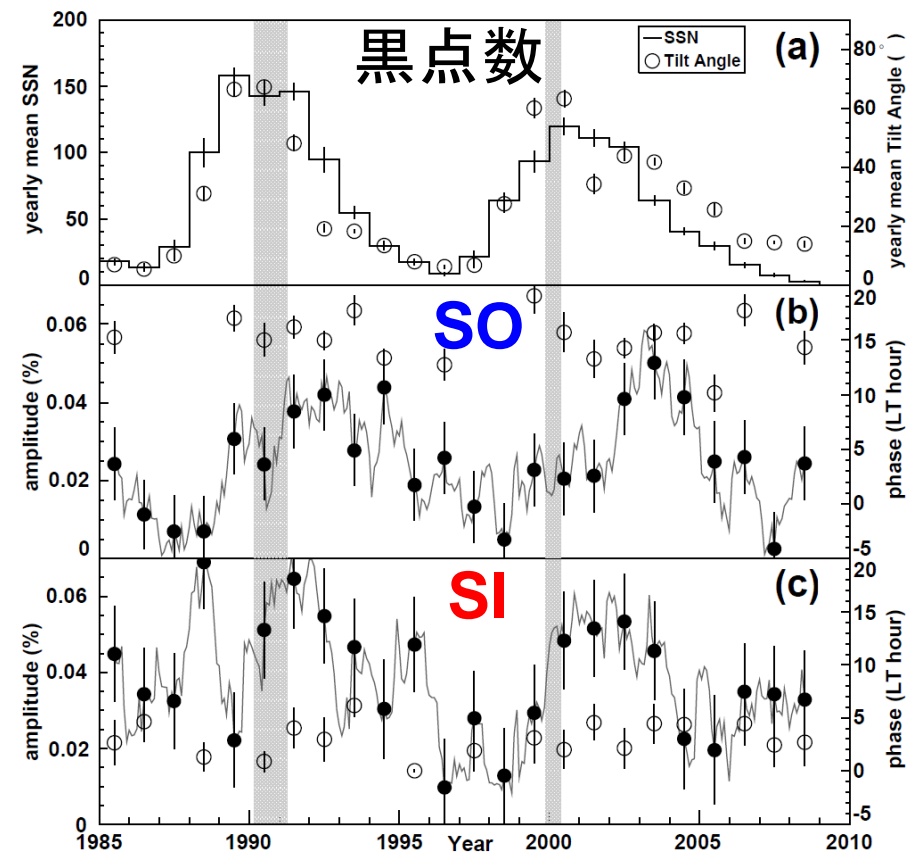 黒点数
(a)
SSN
Tilt Angle
200
150
100
50
0
yearly mean SSN
80°
60
40
20
0
yearly mean Tilt Angle (
SO
(b)
0.06
0.04
0.02
0
amplitude (%)
20
15
10
5
0
-5
phase (LT hour)
SI
(c)
0.06
0.04
0.02
0
amplitude (%)
20
15
10
5
0
-5
phase (LT hour)
1985 1990 1995 Year 2000 2005 2010